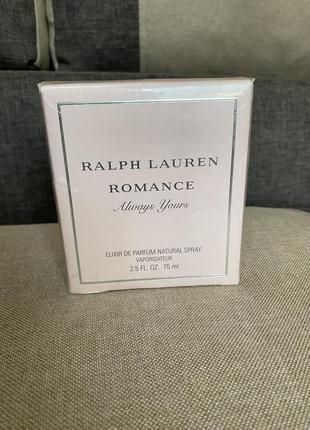 RALPH LAUREN
ROMANCE
Always Yours
ELIXIR DE PARFUM NATURAL SPRAY
VAPORISATEUR
2.5 FL. OZ 75 ml